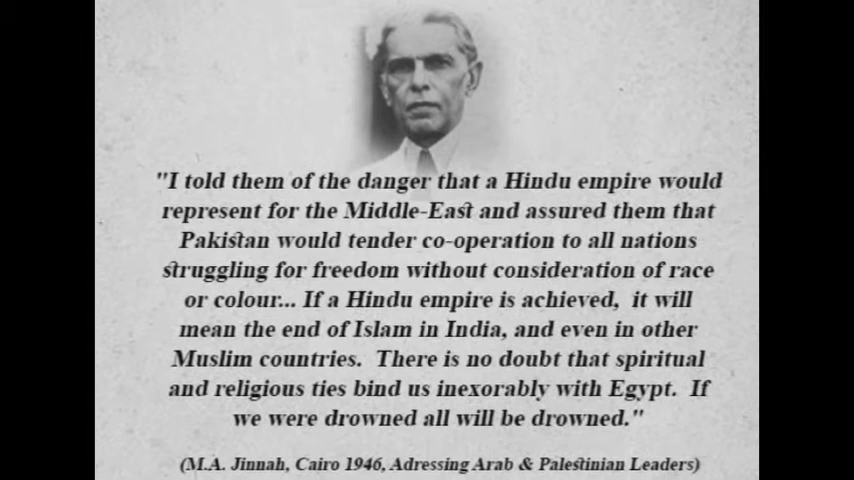 "I told them of the danger that a Hindu empire would
represent for the Middle-East and assured them that
Pakistan would tender co-operation to all nations
struggling for freedom without consideration of race
or colour... If a Hindu empire is achieved, it will
mean the end of Islam in India, and even in other
Muslim countries. There is no doubt that spiritual
and religious ties bind us inexorably with Egypt. If
we were drowned all will be drowned."
(M.A. Jinnah, Cairo 1946, Adressing Arab & Palestinian Leaders)